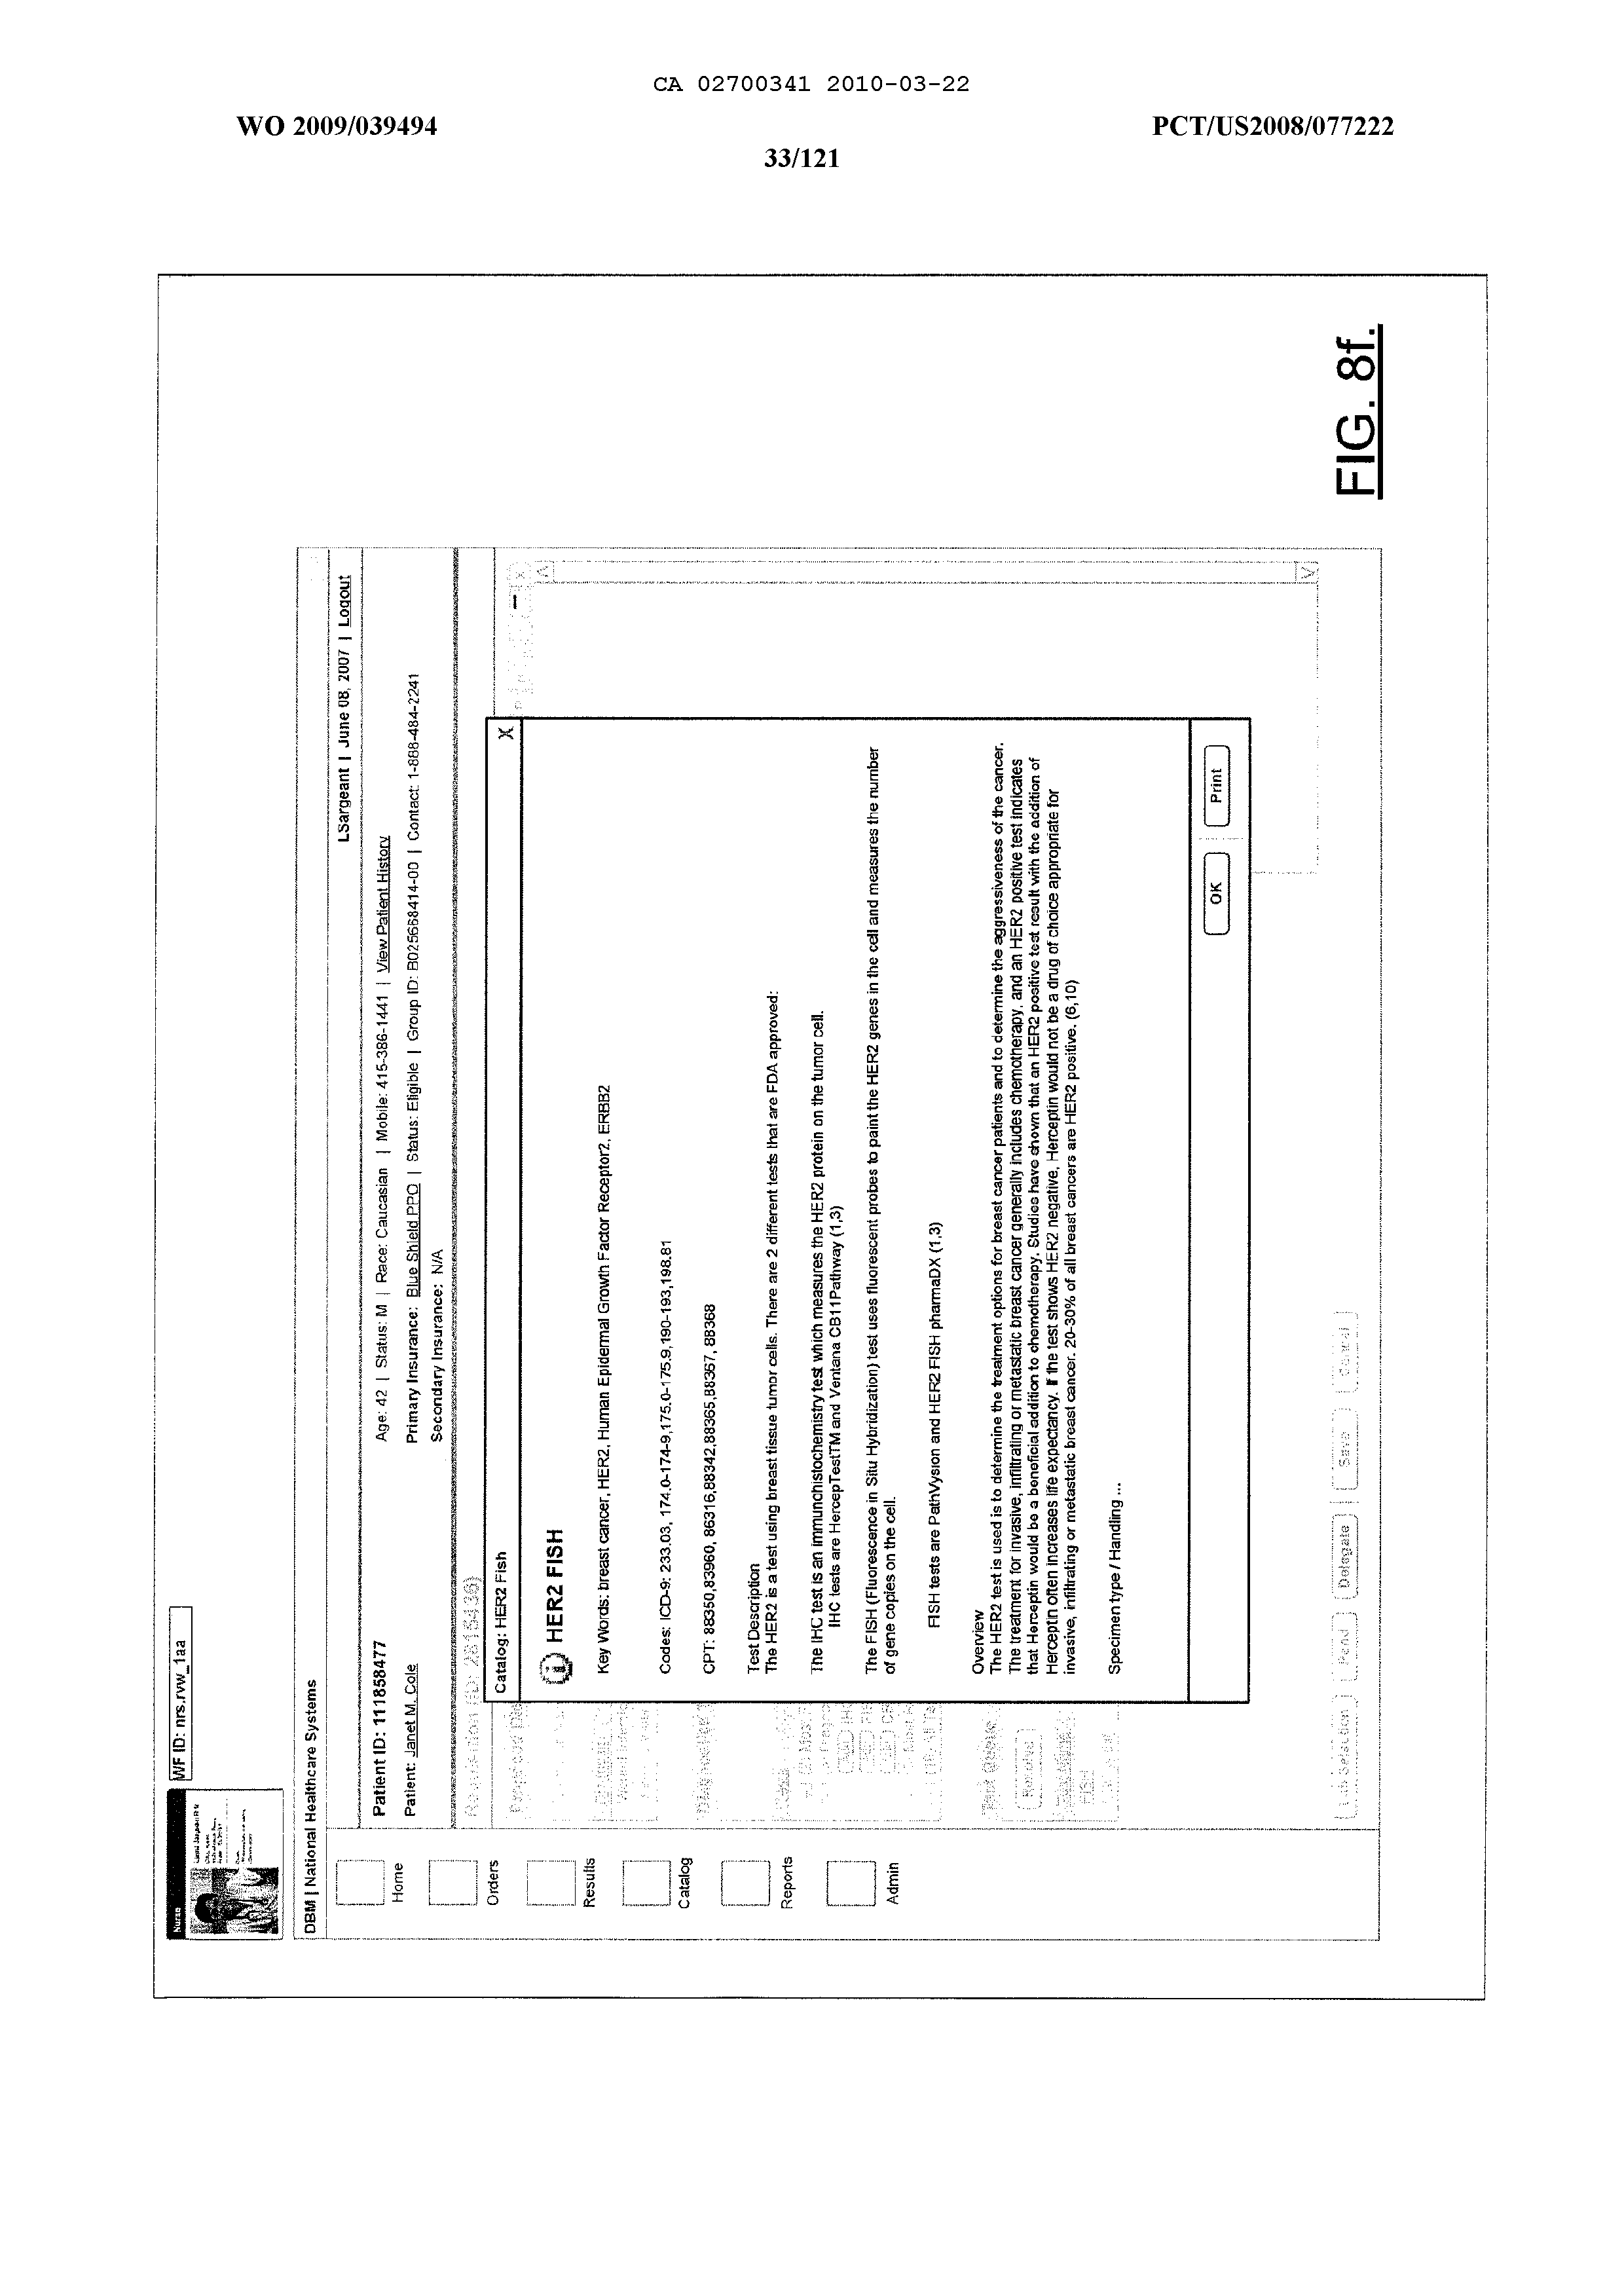 CA 02700341 2010-03-22
WO 2009/039494
PCT/US2008/077222
33/121
Nurse
WF ID: nrs.rvw_1aa
DBM | National Healthcare Systems
LSargeant | June 08, 2007 | Logout
Home
Orders
Results
Catalog
Reports
Admin
Patient ID: 111858477
Age: 42 | Status: M | Race: Caucasian | Mobile: 415-386-1441 | View Patient History
Patient: Janet M. Cole
Primary Insurance: Blue Shield PPO | Status: Eligible | Group ID: B025668414-00 | Contact: 1-888-484-2241
Secondary Insurance: N/A
Catalog: HER2 Fish X
HER2 FISH
Key Words: breast cancer, HER2, Human Epidermal Growth Factor Receptor2, ERBB2
Codes: ICD-9: 233.03, 174.0-174-9,175.0-175.9,190-193,198.81
CPT: 88350,83960, 86316,88342,88365,88367, 88368
Test Description
The HER2 is a test using breast tissue tumor cells. There are 2 different tests that are FDA approved:
The IHC test is an immunchistochemistry test which measures the HER2 protein on the tumor cell.
IHC tests are HercepTestTM and Ventana CB11Pathway (1,3)
The FISH (Fluorescence in Situ Hybridization) test uses fluorescent probes to paint the HER2 genes in the cell and measures the number
of gene copies on the cell.
FISH tests are PathVysion and HER2 FISH pharmaDX (1,3)
Overview
The HER2 test is used is to determine the treatment options for breast cancer patients and to determine the aggressiveness of the cancer.
The treatment for invasive, infiltrating or metastatic breast cancer generally includes chemotherapy, and an HER2 positive test indicates
that Herceptin would be a beneficial addition to chemotherapy. Studies have shown that an HER2 positive test result with the addition of
Herceptin often increases life expectancy. If the test shows HER2 negative, Herceptin would not be a drug of choice appropriate for
invasive, infiltrating or metastatic breast cancer. 20-30% of all breast cancers are HER2 positive. (6,10)
Specimen type / Handling ...
OK
Print
FISH
Lab Selection
Pend
Delegate
Save
Cancel
FIG. 8f.